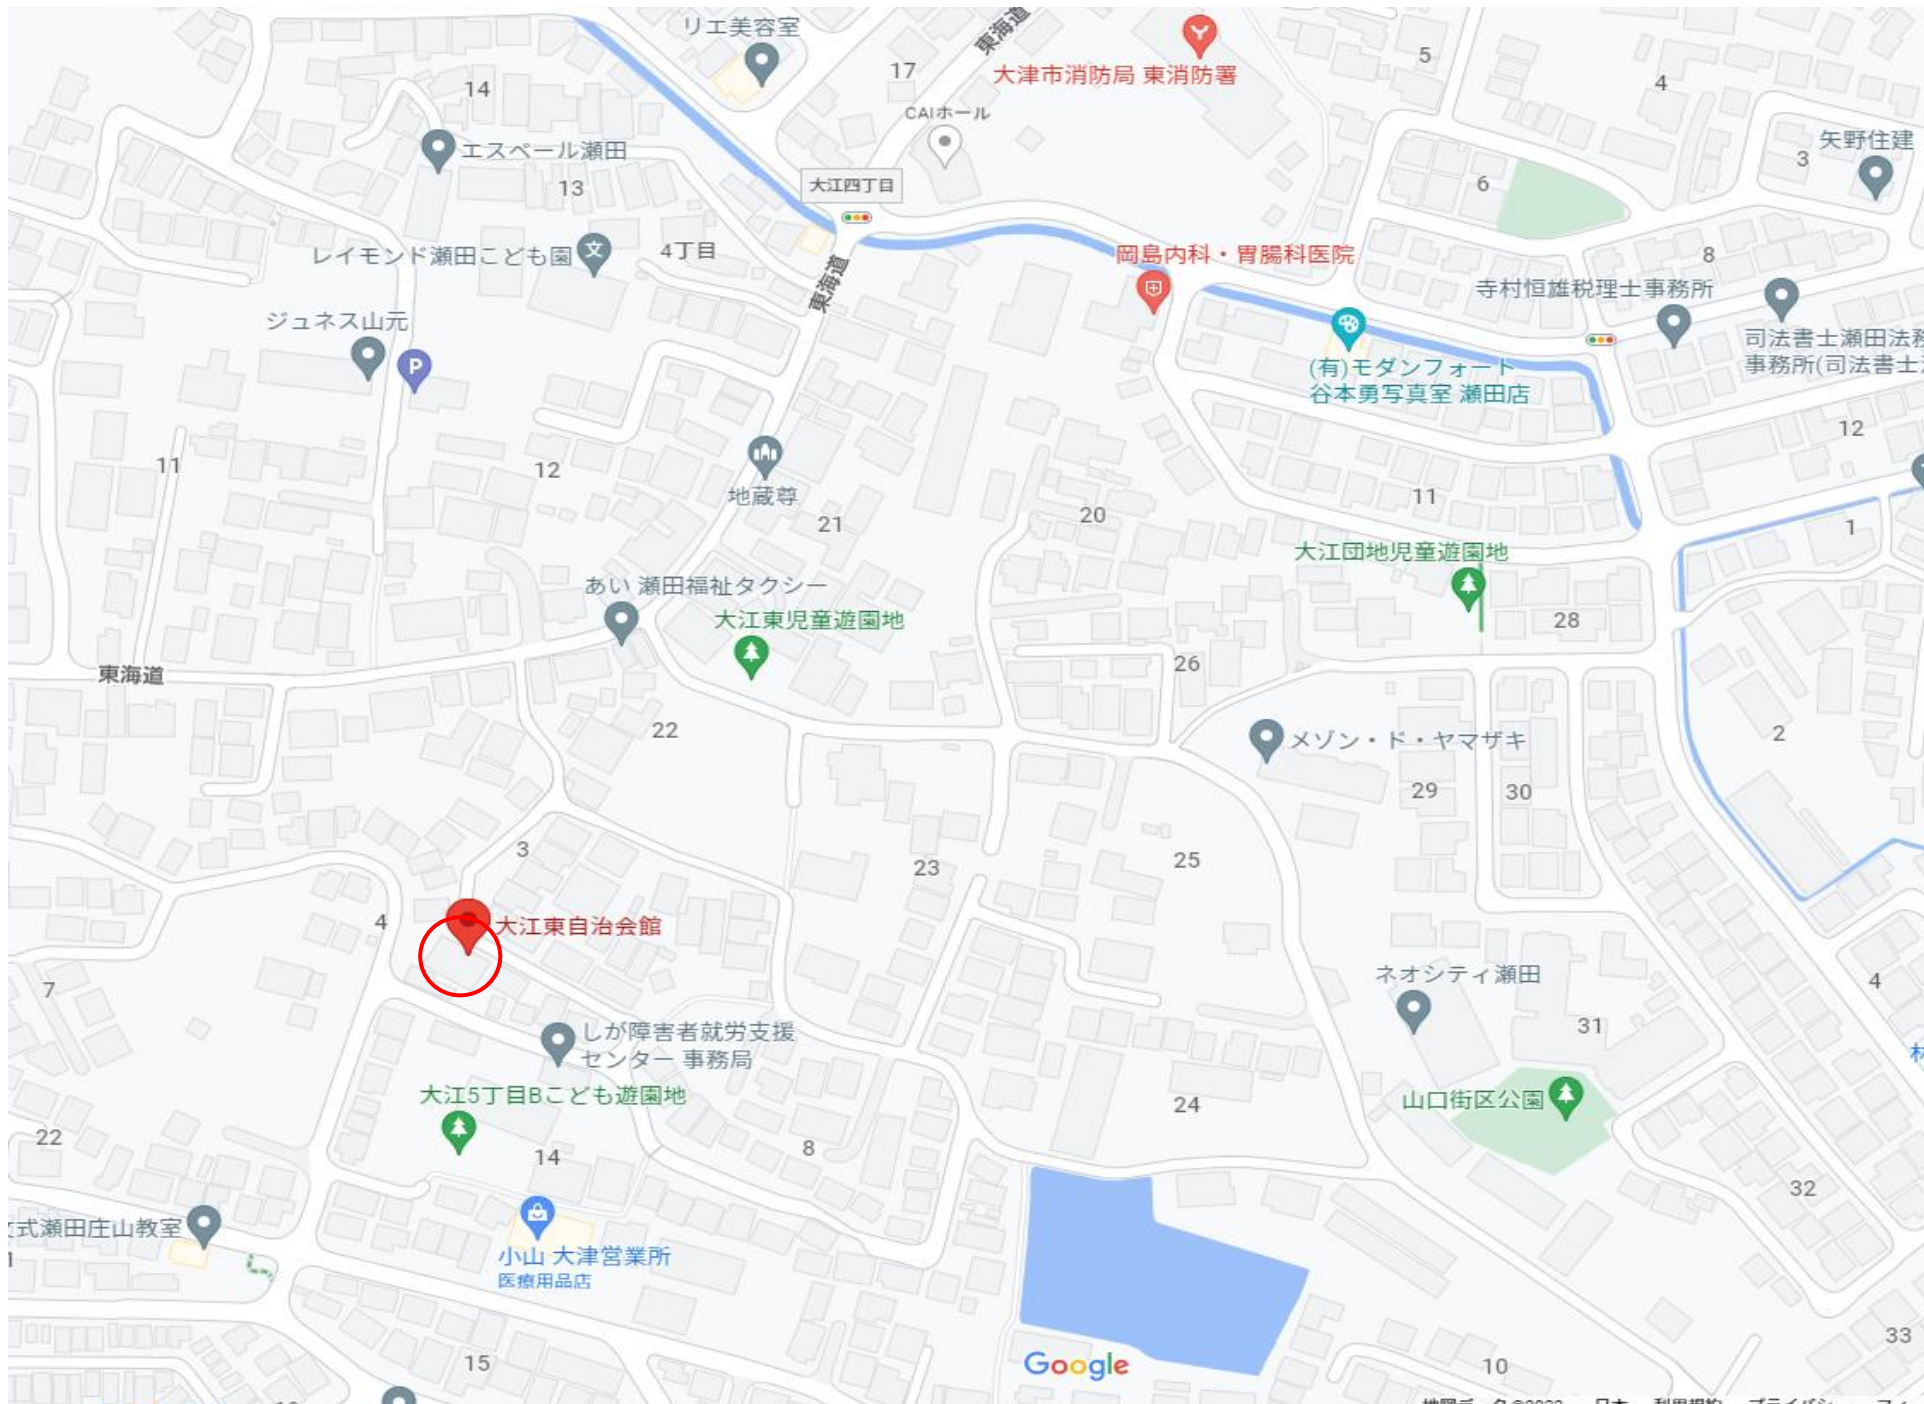 リエ美容室
東海道
大津市消防局 東消防署
17
5
4
14
CAIホール
矢野住建
3
エスペール瀬田
13
大江四丁目
6
レイモンド瀬田こども園
4丁目
東海道
岡島内科・胃腸科医院
8
寺村恒雄税理士事務所
ジュネス山元
P
司法書士瀬田法務
事務所(司法書士
(有)モダンフォート
谷本勇写真室 瀬田店
12
11
12
地蔵尊
21
20
11
1
大江団地児童遊園地
あい 瀬田福祉タクシー
大江東児童遊園地
28
26
東海道
22
メゾン・ド・ヤマザキ
2
29
30
3
23
25
4
大江東自治会館
7
ネオシティ瀬田
4
31
しが障害者就労支援
センター 事務局
大江5丁目Bこども遊園地
山口街区公園
24
林
22
14
8
32
式瀬田庄山教室
小山 大津営業所
医療用品店
33
15
Google
10